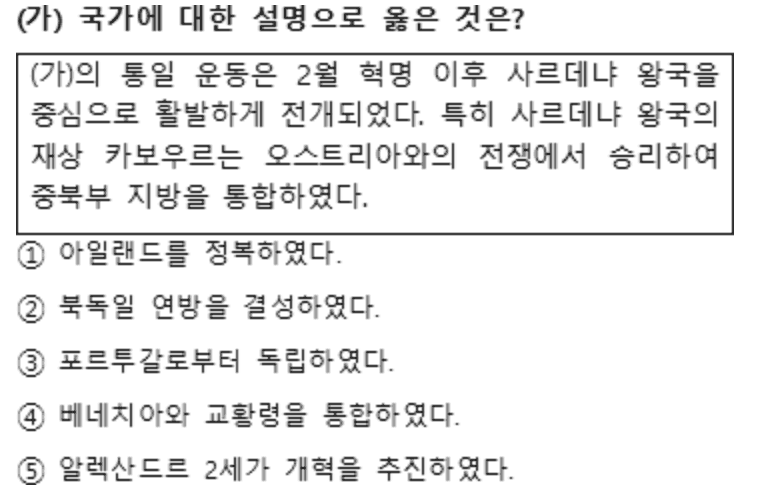 (가) 국가에 대한 설명으로 옳은 것은?
(가)의 통일 운동은 2월 혁명 이후 사르데냐 왕국을
중심으로 활발하게 전개되었다. 특히 사르데냐 왕국의
재상 카보우르는 오스트리아와의 전쟁에서 승리하여
중북부 지방을 통합하였다.
① 아일랜드를 정복하였다.
② 북독일 연방을 결성하였다.
③ 포르투갈로부터 독립하였다.
④ 베네치아와 교황령을 통합하였다.
⑤ 알렉산드르 2세가 개혁을 추진하였다.